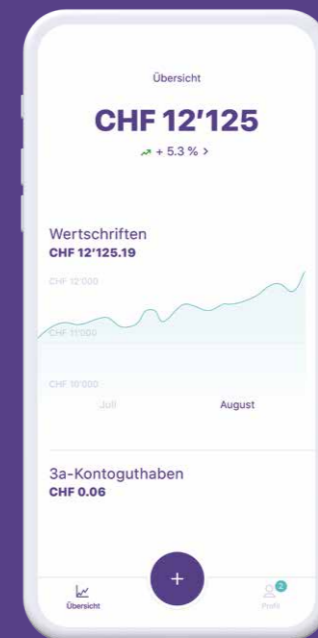 Übersicht
CHF 12’125
+ 5.3 % >
Wertschriften
CHF 12’125.19
CHF 12’000
CHF 11’000
CHF 10’000
Juli August
3a-Kontoguthaben
CHF 0.06
+
2
Übersicht Profil